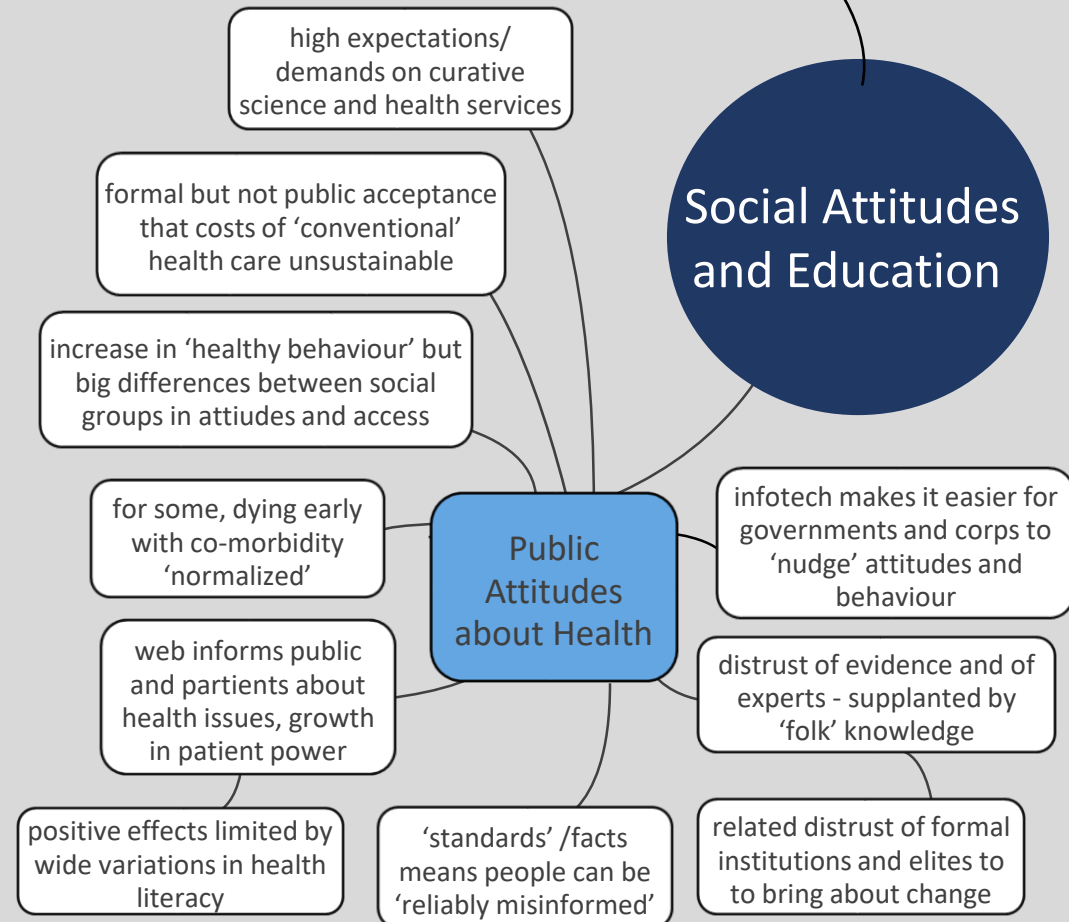 high expectations/
demands on curative
science and health services
Social Attitudes
and Education
formal but not public acceptance
that costs of ‘conventional’
health care unsustainable
increase in ‘healthy behaviour’ but
big differences between social
groups in attiudes and access
for some, dying early
with co-morbidity
‘normalized’
Public
Attitudes
about Health
infotech makes it easier for
governments and corps to
‘nudge’ attitudes and
behaviour
web informs public
and partients about
health issues, growth
in patient power
distrust of evidence and of
experts - supplanted by
‘folk’ knowledge
positive effects limited by
wide variations in health
literacy
‘standards’ /facts
means people can be
‘reliably misinformed’
related distrust of formal
institutions and elites to
to bring about change